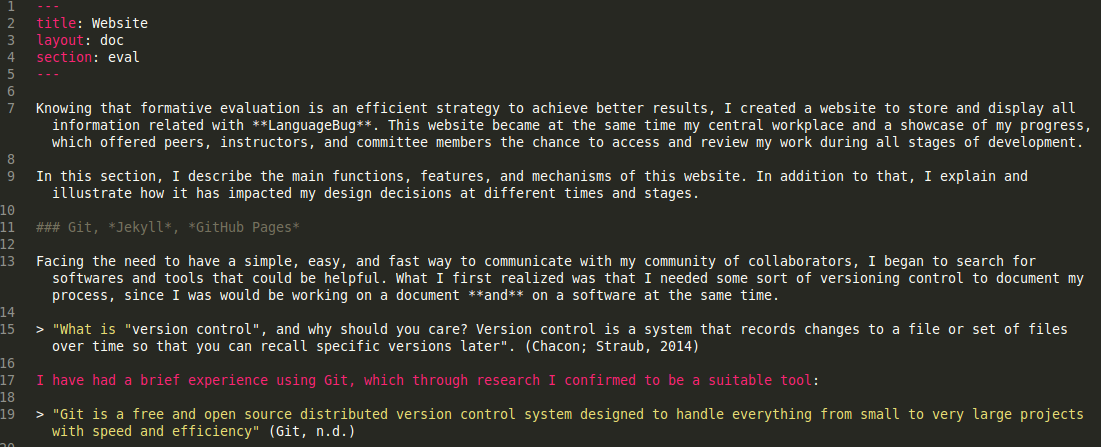 1 ---
2 title: Website
3 layout: doc
4 section: eval
5 ---
6
7 Knowing that formative evaluation is an efficient strategy to achieve better results, I created a website to store and display all
information related with **LanguageBug**. This website became at the same time my central workplace and a showcase of my progress,
which offered peers, instructors, and committee members the chance to access and review my work during all stages of development.
8
9 In this section, I describe the main functions, features, and mechanisms of this website. In addition to that, I explain and
illustrate how it has impacted my design decisions at different times and stages.
10
11 ### Git, *Jekyll*, *GitHub Pages*
12
13 Facing the need to have a simple, easy, and fast way to communicate with my community of collaborators, I began to search for
softwares and tools that could be helpful. What I first realized was that I needed some sort of versioning control to document my
process, since I was would be working on a document **and** on a software at the same time.
14
15 > "What is "version control", and why should you care? Version control is a system that records changes to a file or set of files
over time so that you can recall specific versions later". (Chacon; Straub, 2014)
16
17 I have had a brief experience using Git, which through research I confirmed to be a suitable tool:
18
19 > "Git is a free and open source distributed version control system designed to handle everything from small to very large projects
with speed and efficiency" (Git, n.d.)
20